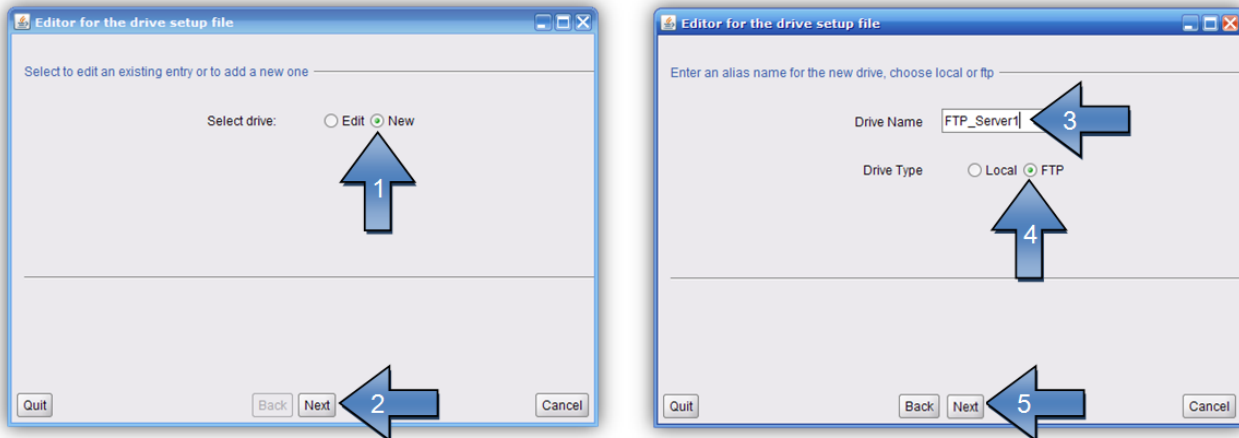 Editor for the drive setup file
Select to edit an existing entry or to add a new one
Select drive: Edit New
1
Quit Back Next 2 Cancel
Editor for the drive setup file
Enter an alias name for the new drive, choose local or ftp
Drive Name FTP_Server1 3
Drive Type Local FTP
4
Quit Back Next 5 Cancel